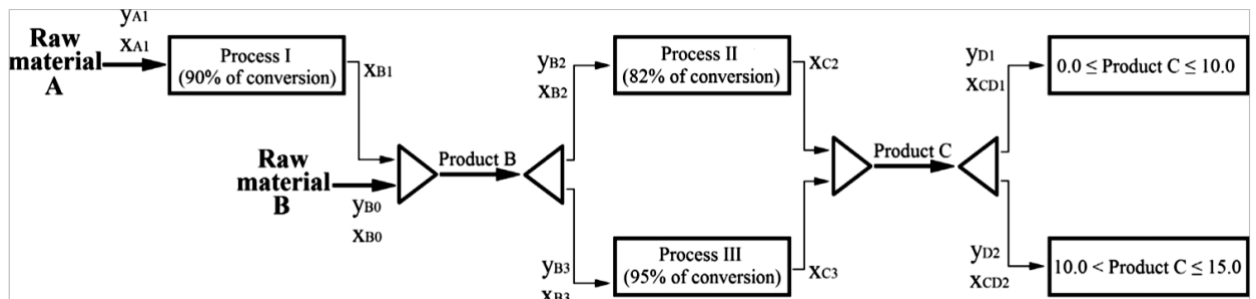 yA1
xA1
Raw
material
A
Process I
(90% of conversion)
xB1
Raw
material
B
yB0
xB0
Product B
yB2
xB2
Process II
(82% of conversion)
xC2
yB3
xB3
Process III
(95% of conversion)
xC3
Product C
yD1
xCD1
0.0 ≤ Product C ≤ 10.0
yD2
xCD2
10.0 < Product C ≤ 15.0